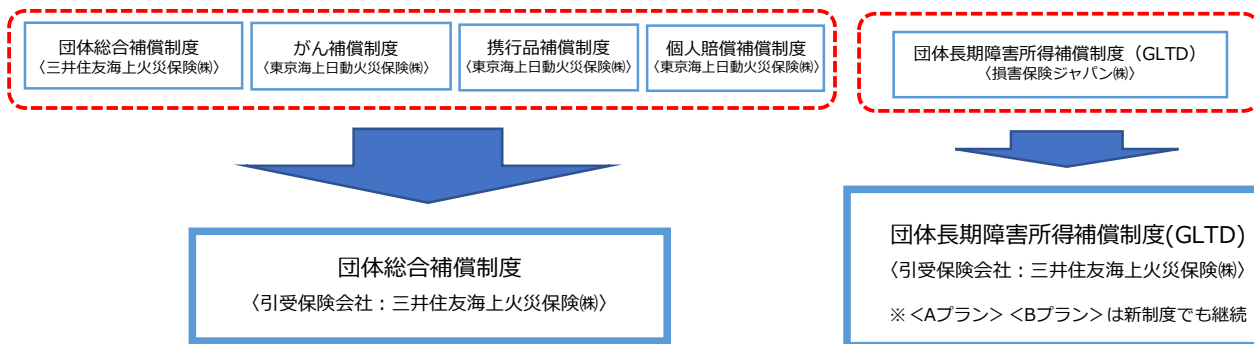 団体総合補償制度
〈三井住友海上火災保険㈱〉
がん補償制度
〈東京海上日動火災保険㈱〉
携行品補償制度
〈東京海上日動火災保険㈱〉
個人賠償補償制度
〈東京海上日動火災保険㈱〉
団体長期障害所得補償制度（GLTD）
〈損害保険ジャパン㈱〉
団体総合補償制度
〈引受保険会社：三井住友海上火災保険㈱〉
団体長期障害所得補償制度(GLTD)
〈引受保険会社：三井住友海上火災保険㈱〉
※＜Aプラン＞＜Bプラン＞は新制度でも継続